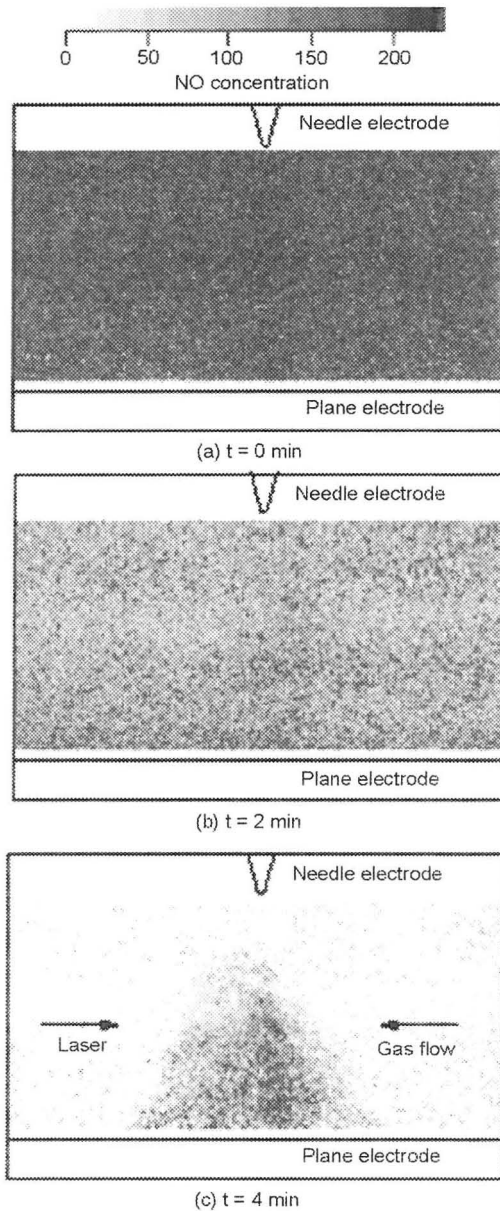 0 50 100 150 200
NO concentration
Needle electrode
Plane electrode
(a) t = 0 min
Needle electrode
Plane electrode
(b) t = 2 min
Needle electrode
Laser Gas flow
Plane electrode
(c) t = 4 min